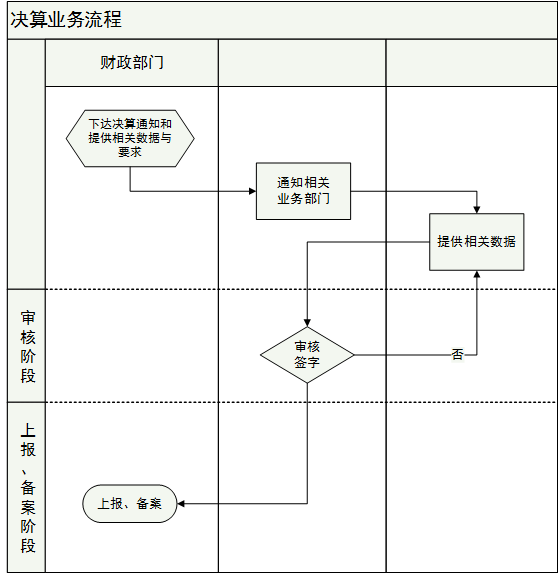 决算业务流程
财政部门
下达决算通知和
提供相关数据与
要求
通知相关
业务部门
提供相关数据
审
核
阶
段
审核
签字
否
上
报
、
备
案
阶
段
上报、备案